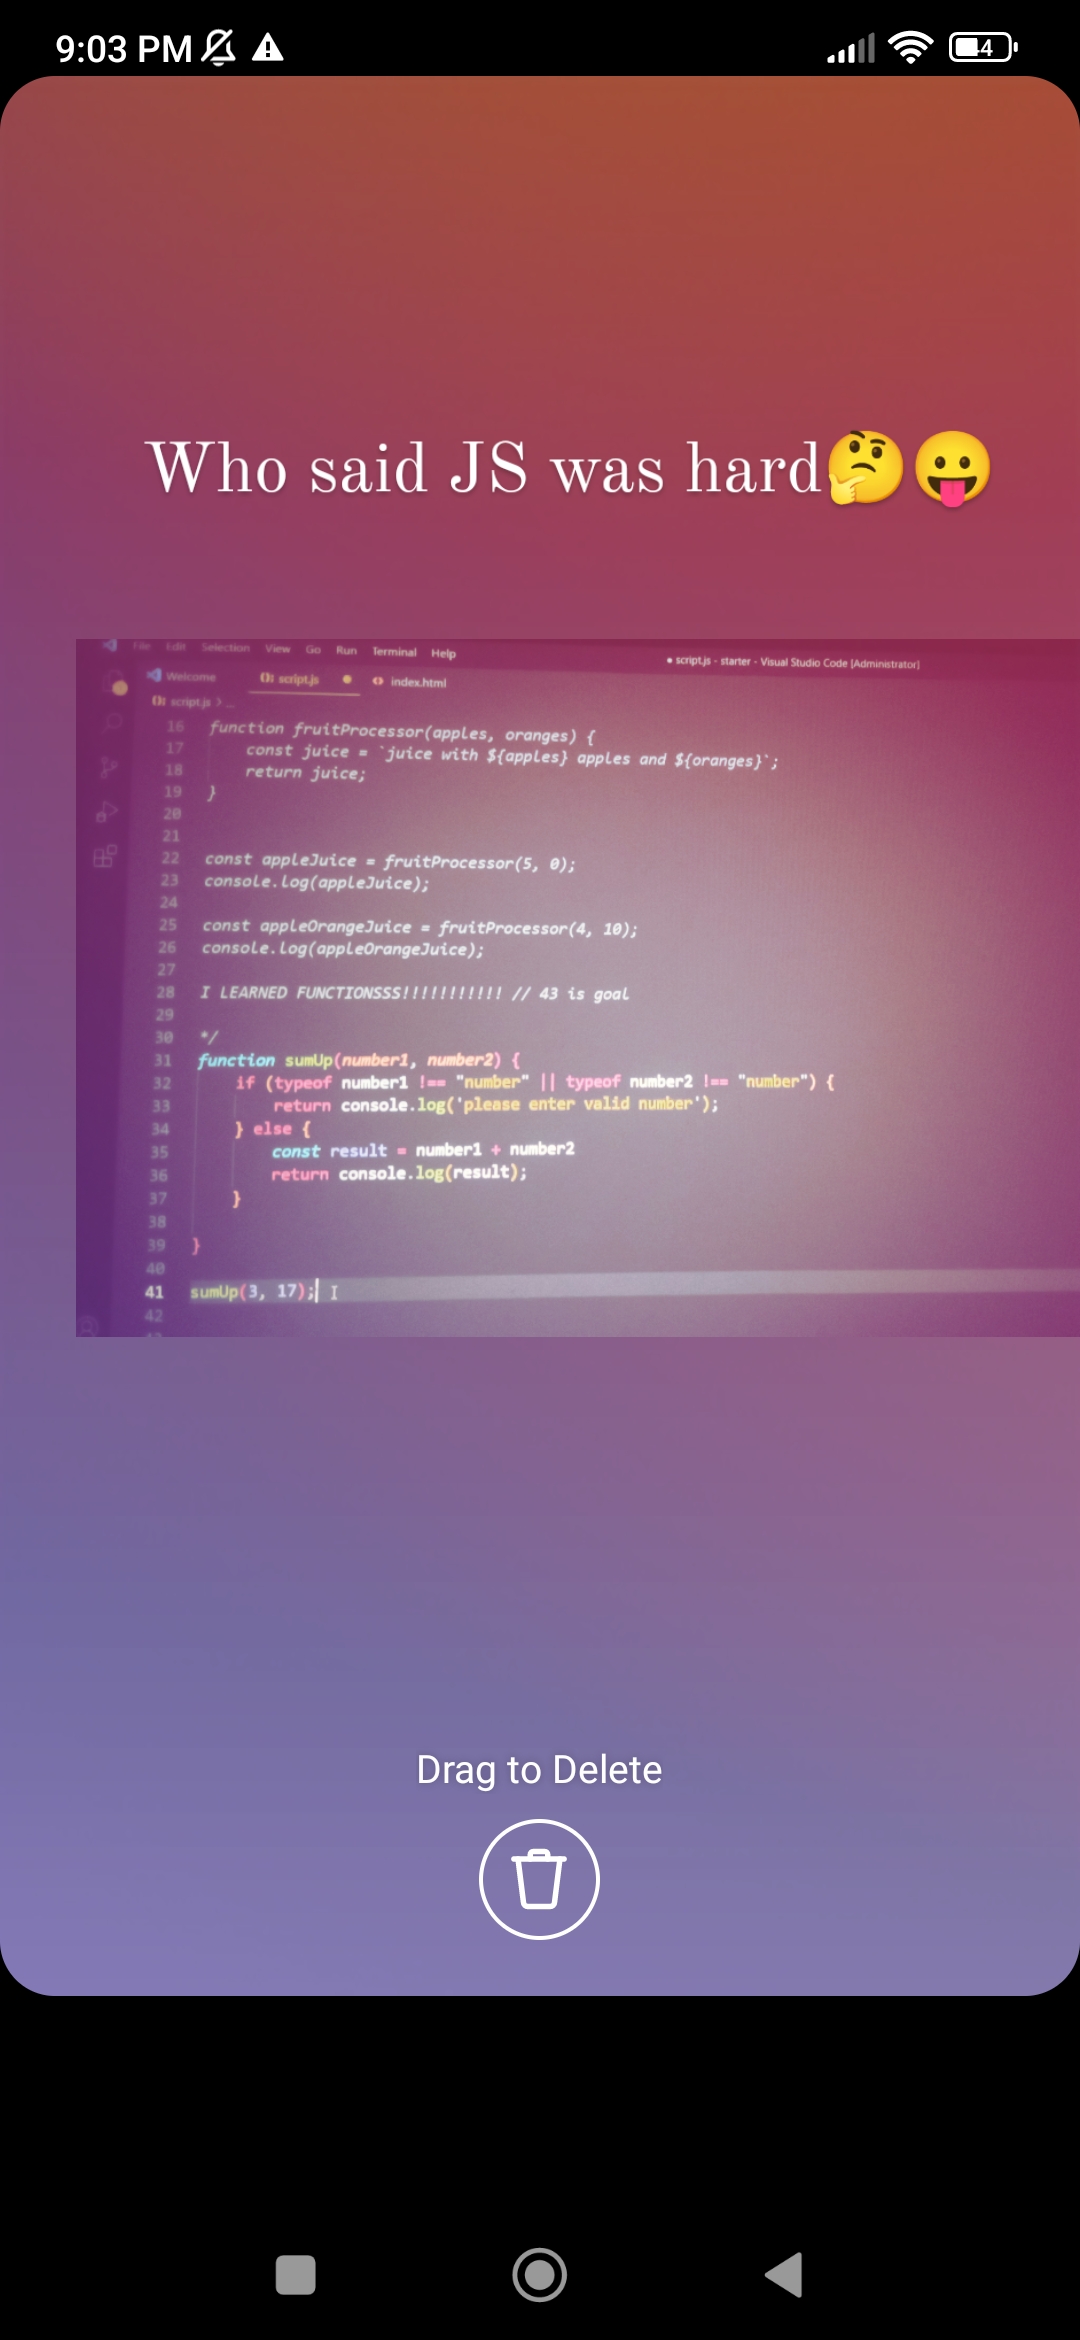 9:03 PM
44
Who said JS was hard🤔😛
File Edit Selection View Go Run Terminal Help
● script.js - starter - Visual Studio Code [Administrator]
Welcome
script.js ●
<> index.html
script.js > ...
16 function fruitProcessor(apples, oranges) {
17 const juice = `juice with ${apples} apples and ${oranges}`;
18 return juice;
19 }
20
21
22 const appleJuice = fruitProcessor(5, 0);
23 console.log(appleJuice);
24
25 const appleOrangeJuice = fruitProcessor(4, 10);
26 console.log(appleOrangeJuice);
27
28 I LEARNED FUNCTIONSSS!!!!!!!!!!! // 43 is goal
29
30 */
31 function sumUp(number1, number2) {
32 if (typeof number1 !== "number" || typeof number2 !== "number") {
33 return console.log('please enter valid number');
34 } else {
35 const result = number1 + number2
36 return console.log(result);
37 }
38
39 }
40
41 sumUp(3, 17);
42
Drag to Delete